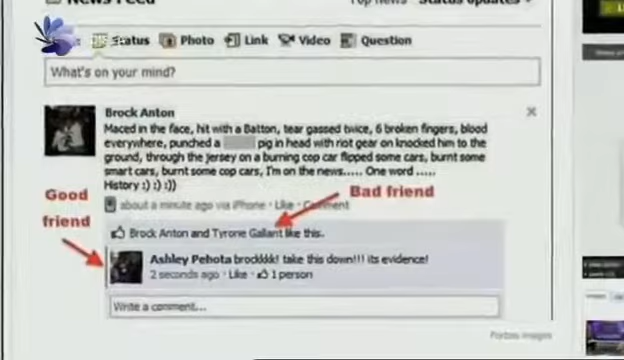 News Feed
Top News
Status Updates
Status Photo Link Video Question
What's on your mind?
Brock Anton
Maced in the face, hit with a Batton, tear gassed twice, 6 broken fingers, blood
everywhere, punched a pig in head with riot gear on knocked him to the
ground, through the jersey on a burning cop car flipped some cars, burnt some
smart cars, burnt some cop cars, I'm on the news..... One word .....
History :) :) :))
Good
friend
Bad friend
about a minute ago via iPhone · Like · Comment
Brock Anton and Tyrone Gallant like this.
Ashley Pehota brockkkk! take this down!!! its evidence!
2 seconds ago · Like · 1 person
Write a comment...